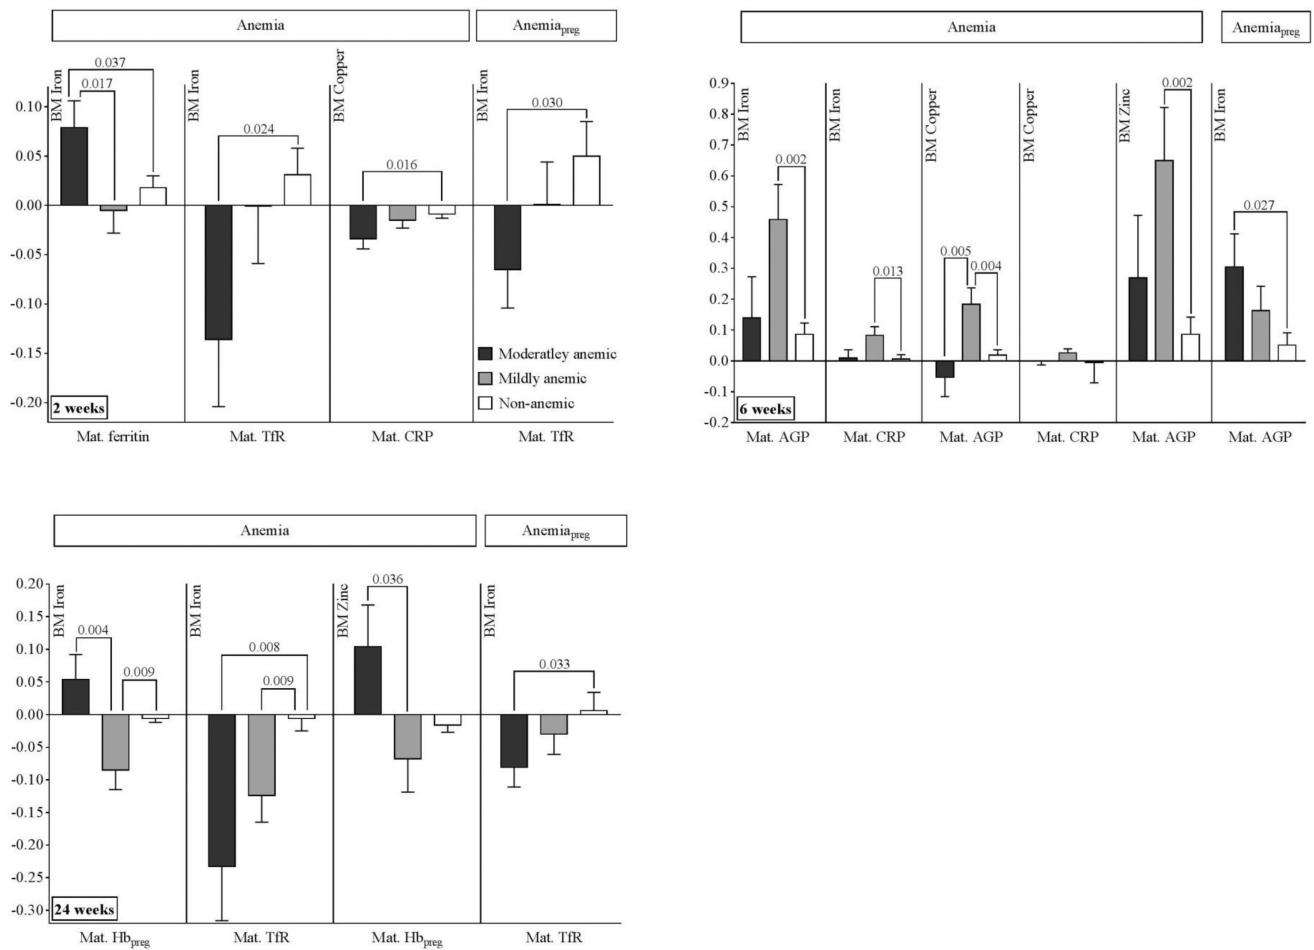 Anemia
Anemiapreg
BM Iron
BM Iron
BM Copper
BM Iron
0.10
0.05
0.00
-0.05
-0.10
-0.15
-0.20
0.037
0.017
0.024
0.016
0.030
Moderatley anemic
Mildly anemic
Non-anemic
2 weeks
Mat. ferritin
Mat. TfR
Mat. CRP
Mat. TfR
Anemia
Anemiapreg
BM Iron
BM Iron
BM Copper
BM Copper
BM Zinc
BM Iron
0.9
0.8
0.7
0.6
0.5
0.4
0.3
0.2
0.1
0.0
-0.1
-0.2
0.002
0.013
0.005
0.004
0.002
0.027
6 weeks
Mat. AGP
Mat. CRP
Mat. AGP
Mat. CRP
Mat. AGP
Mat. AGP
Anemia
Anemiapreg
BM Iron
BM Iron
BM Zinc
BM Iron
0.20
0.15
0.10
0.05
0.00
-0.05
-0.10
-0.15
-0.20
-0.25
-0.30
0.004
0.009
0.008
0.009
0.036
0.033
24 weeks
Mat. Hbpreg
Mat. TfR
Mat. Hbpreg
Mat. TfR